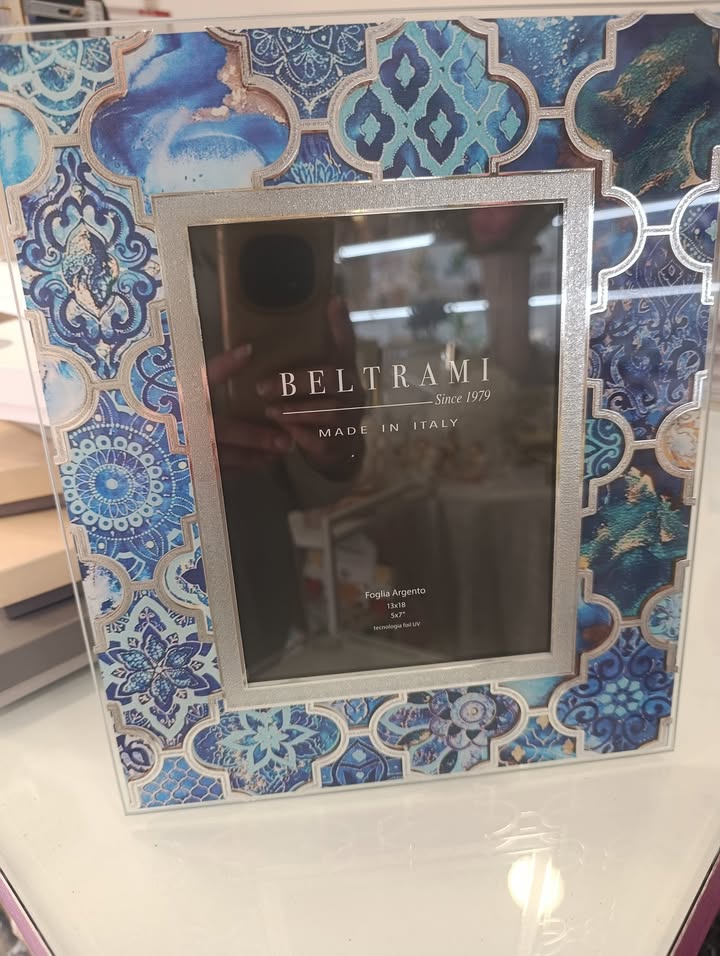 BELTRAMI
Since 1979
MADE IN ITALY
Foglia Argento
13x18
5x7"
tecnologia foil UV